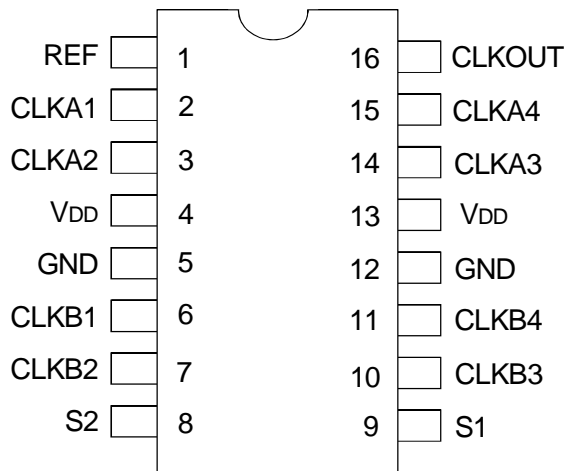 REF 1 16 CLKOUT
CLKA1 2 15 CLKA4
CLKA2 3 14 CLKA3
VDD 4 13 VDD
GND 5 12 GND
CLKB1 6 11 CLKB4
CLKB2 7 10 CLKB3
S2 8 9 S1